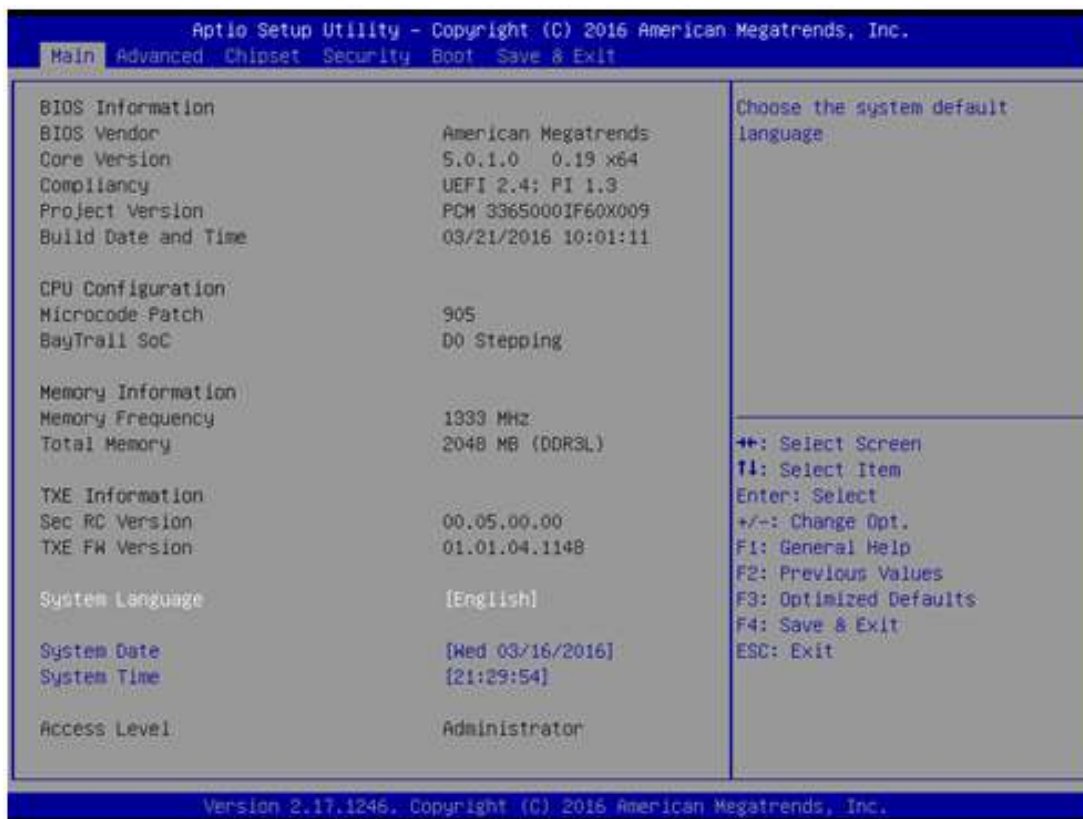 Aptio Setup Utility - Copyright (C) 2016 American Megatrends, Inc.
Main Advanced Chipset Security Boot Save & Exit
BIOS Information
BIOS Vendor American Megatrends
Core Version 5.0.1.0 0.19 x64
Compliancy UEFI 2.4; PI 1.3
Project Version PCM 3365000IF60X009
Build Date and Time 03/21/2016 10:01:11
CPU Configuration
Microcode Patch 905
BayTrail SoC D0 Stepping
Memory Information
Memory Frequency 1333 MHz
Total Memory 2048 MB (DDR3L)
TXE Information
Sec RC Version 00.05.00.00
TXE FW Version 01.01.04.1148
System Language [English]
System Date [Wed 03/16/2016]
System Time [21:29:54]
Access Level Administrator
Choose the system default
language
→←: Select Screen
↑↓: Select Item
Enter: Select
+/-: Change Opt.
F1: General Help
F2: Previous Values
F3: Optimized Defaults
F4: Save & Exit
ESC: Exit
Version 2.17.1246. Copyright (C) 2016 American Megatrends, Inc.